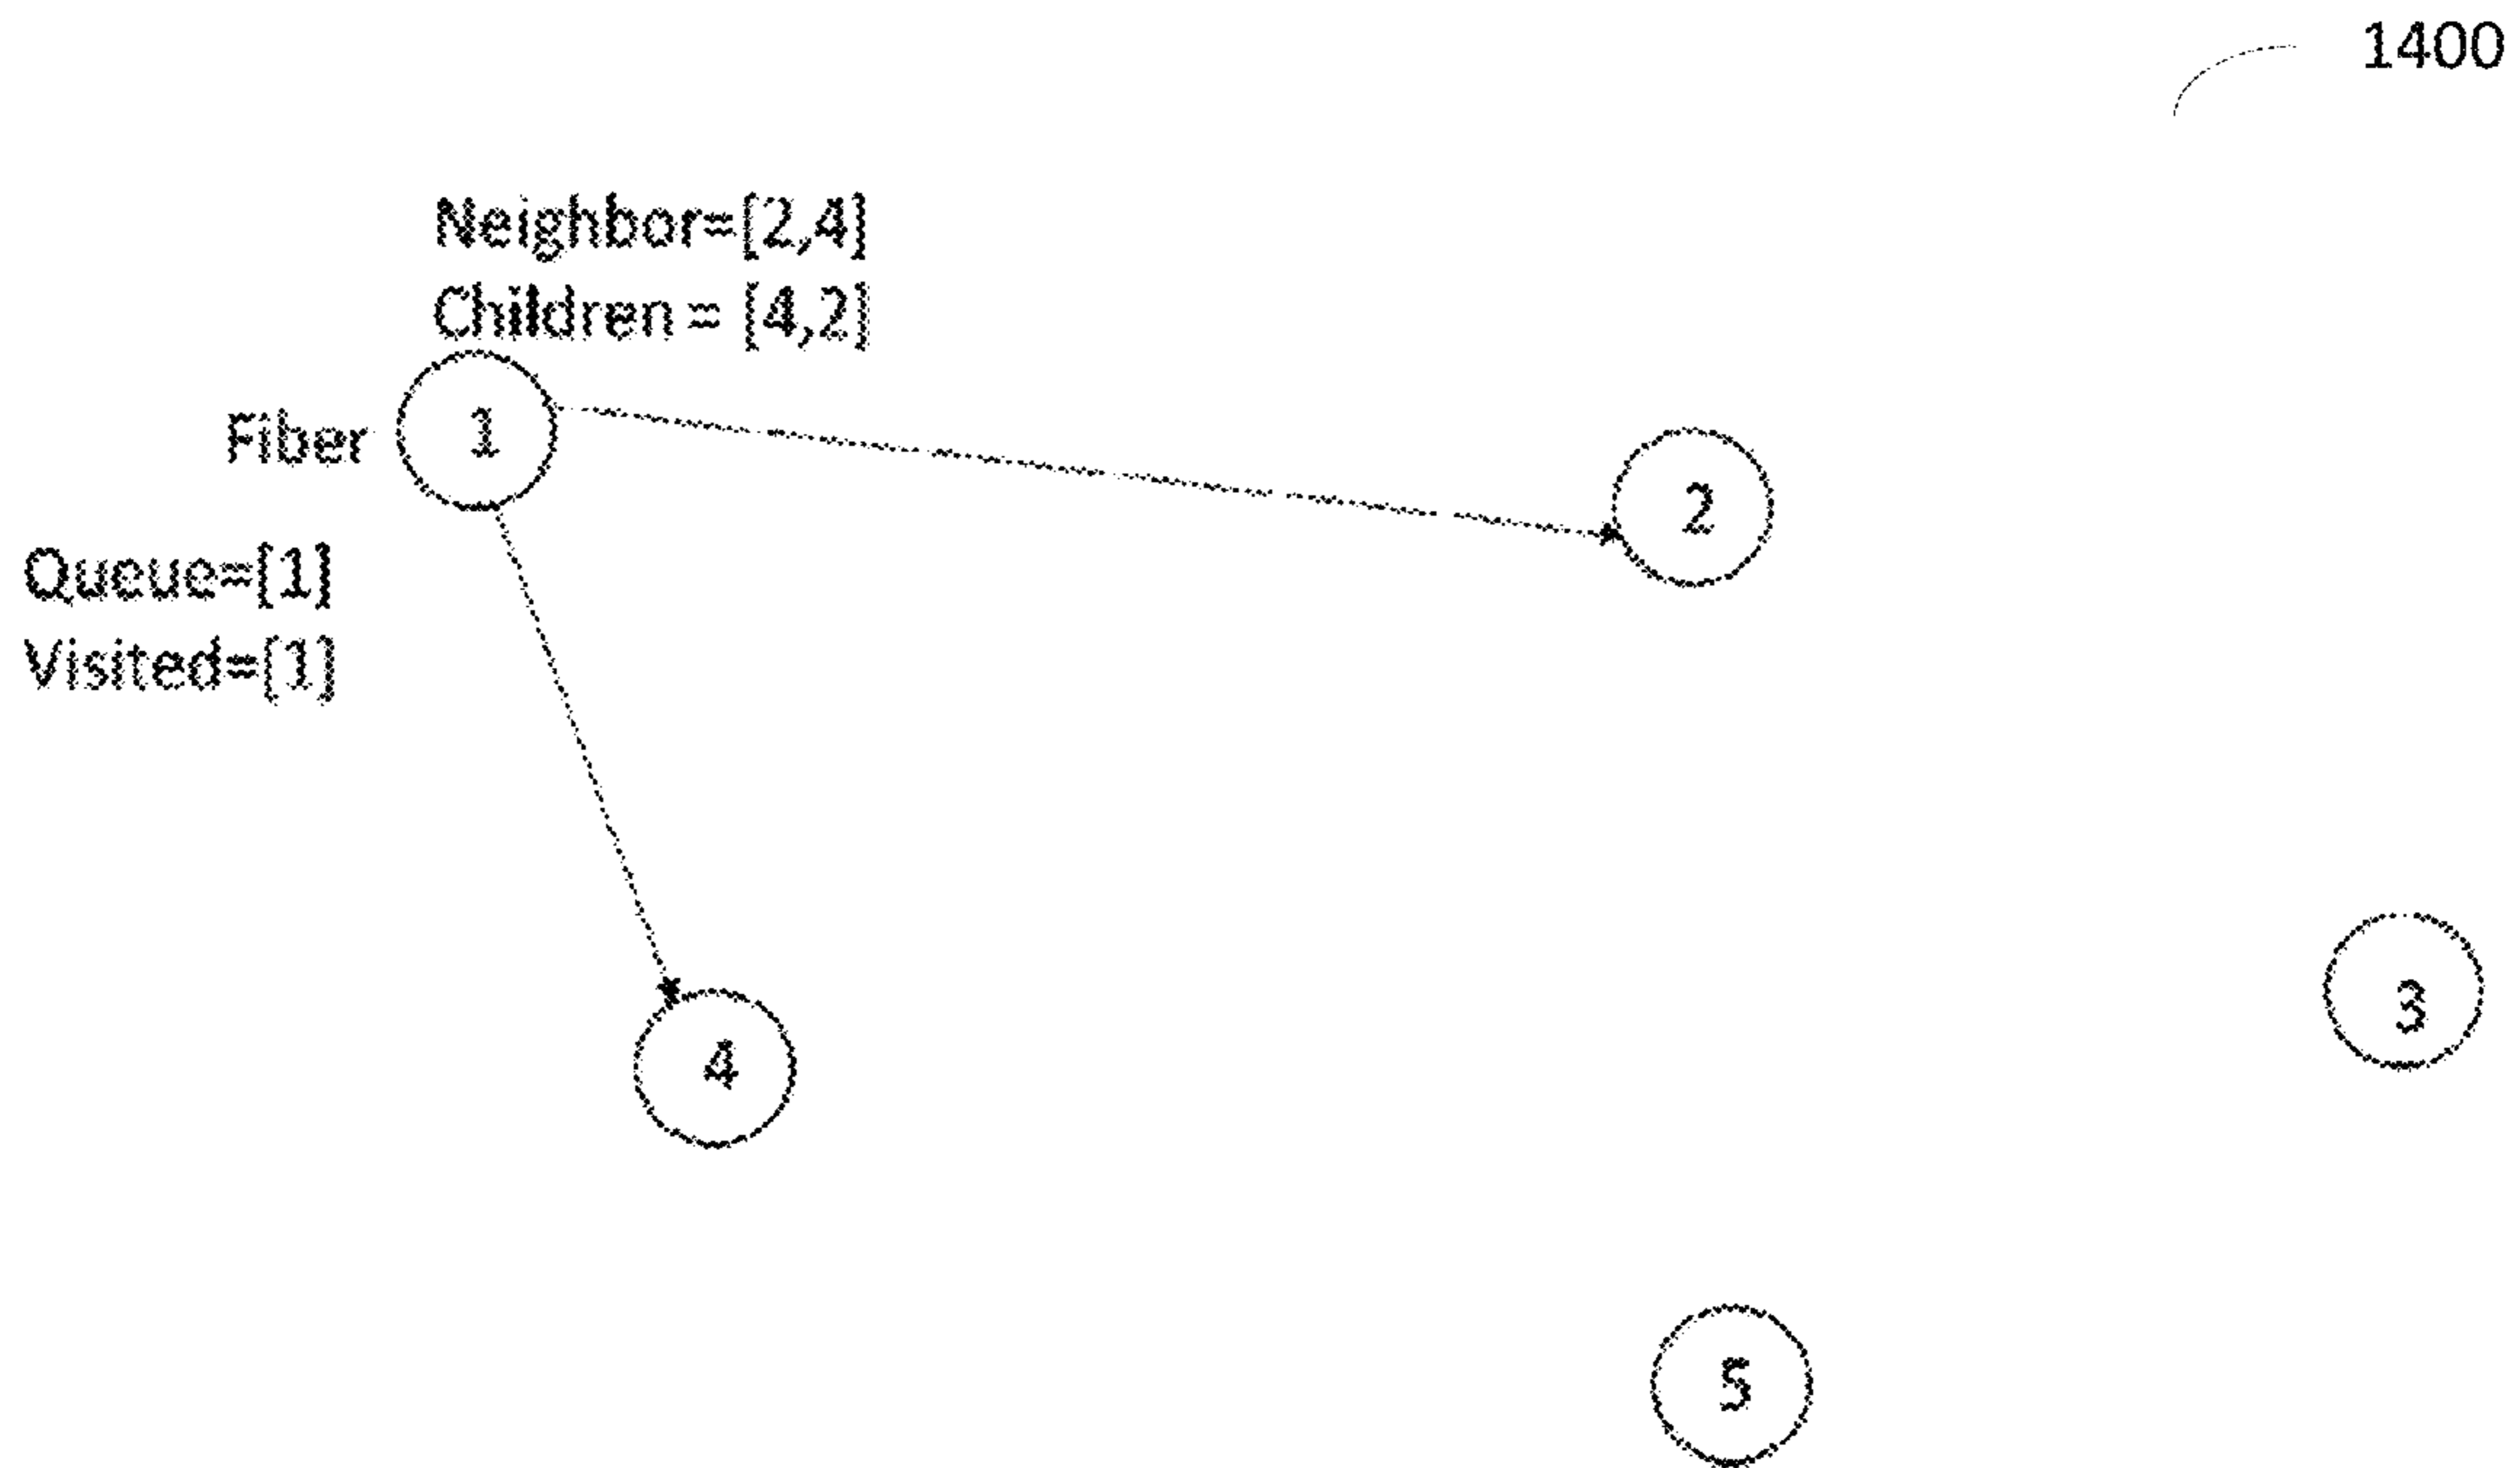 1400
Neighbor=[2,4]
Children= [4,2]
Fiber
1
2
Queue=[1]
Visited=[1]
3
4
5